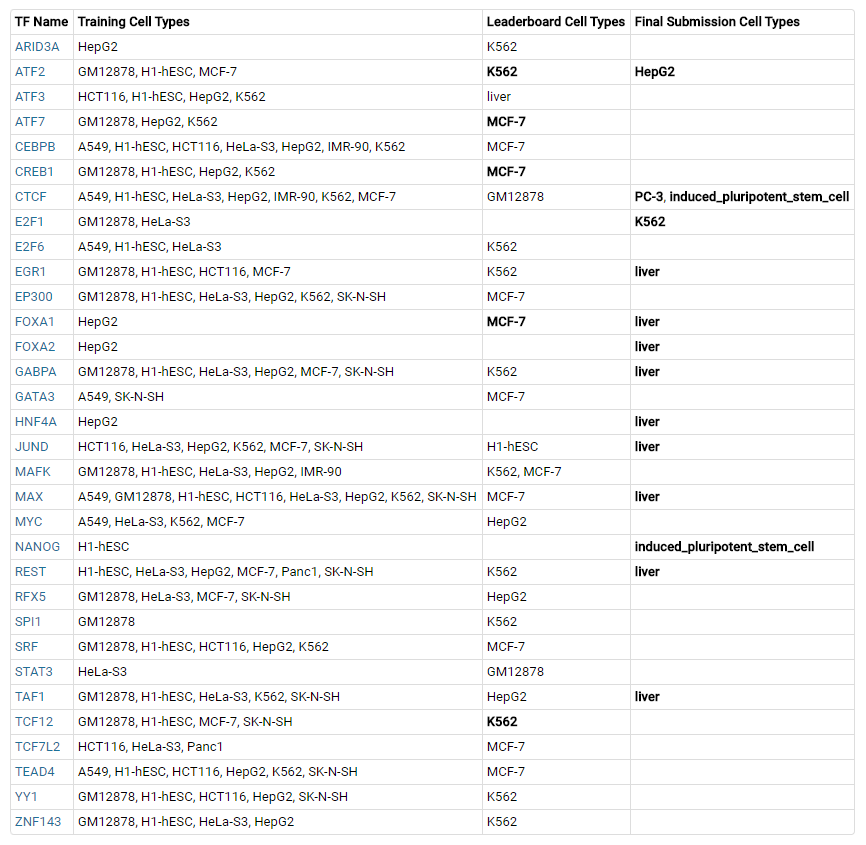 TF Name Training Cell Types Leaderboard Cell Types Final Submission Cell Types
ARID3A HepG2 K562
ATF2 GM12878, H1-hESC, MCF-7 K562 HepG2
ATF3 HCT116, H1-hESC, HepG2, K562 liver
ATF7 GM12878, HepG2, K562 MCF-7
CEBPB A549, H1-hESC, HCT116, HeLa-S3, HepG2, IMR-90, K562 MCF-7
CREB1 GM12878, H1-hESC, HepG2, K562 MCF-7
CTCF A549, H1-hESC, HeLa-S3, HepG2, IMR-90, K562, MCF-7 GM12878 PC-3, induced_pluripotent_stem_cell
E2F1 GM12878, HeLa-S3 K562
E2F6 A549, H1-hESC, HeLa-S3 K562
EGR1 GM12878, H1-hESC, HCT116, MCF-7 K562 liver
EP300 GM12878, H1-hESC, HeLa-S3, HepG2, K562, SK-N-SH MCF-7
FOXA1 HepG2 MCF-7 liver
FOXA2 HepG2 liver
GABPA GM12878, H1-hESC, HeLa-S3, HepG2, MCF-7, SK-N-SH K562 liver
GATA3 A549, SK-N-SH MCF-7
HNF4A HepG2 liver
JUND HCT116, HeLa-S3, HepG2, K562, MCF-7, SK-N-SH H1-hESC liver
MAFK GM12878, H1-hESC, HeLa-S3, HepG2, IMR-90 K562, MCF-7
MAX A549, GM12878, H1-hESC, HCT116, HeLa-S3, HepG2, K562, SK-N-SH MCF-7 liver
MYC A549, HeLa-S3, K562, MCF-7 HepG2
NANOG H1-hESC induced_pluripotent_stem_cell
REST H1-hESC, HeLa-S3, HepG2, MCF-7, Panc1, SK-N-SH K562 liver
RFX5 GM12878, HeLa-S3, MCF-7, SK-N-SH HepG2
SPI1 GM12878 K562
SRF GM12878, H1-hESC, HCT116, HepG2, K562 MCF-7
STAT3 HeLa-S3 GM12878
TAF1 GM12878, H1-hESC, HeLa-S3, K562, SK-N-SH HepG2 liver
TCF12 GM12878, H1-hESC, MCF-7, SK-N-SH K562
TCF7L2 HCT116, HeLa-S3, Panc1 MCF-7
TEAD4 A549, H1-hESC, HCT116, HepG2, K562, SK-N-SH MCF-7
YY1 GM12878, H1-hESC, HCT116, HepG2, SK-N-SH K562
ZNF143 GM12878, H1-hESC, HeLa-S3, HepG2 K562